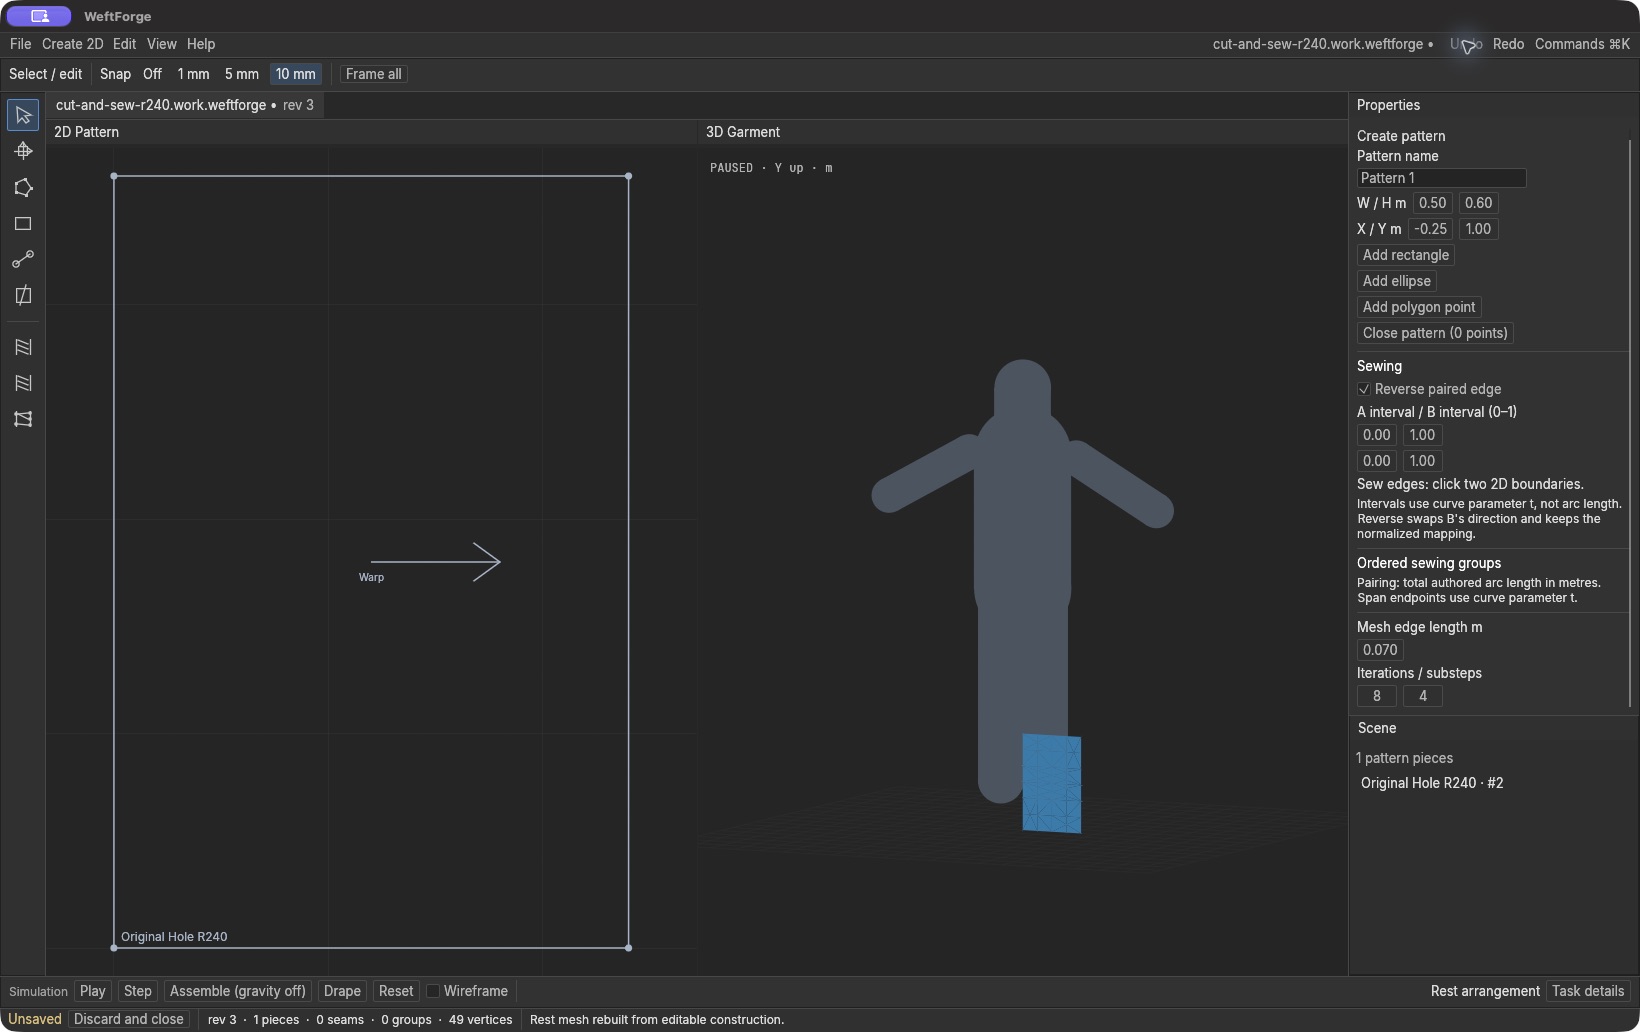 WeftForge
File Create 2D Edit View Help
cut-and-sew-r240.work.weftforge • Undo Redo Commands ⌘K
Select / edit Snap Off 1 mm 5 mm 10 mm Frame all
cut-and-sew-r240.work.weftforge • rev 3
2D Pattern
Warp
Original Hole R240
3D Garment
PAUSED · Y up · m
Properties
Create pattern
Pattern name
Pattern 1
W / H m 0.50 0.60
X / Y m -0.25 1.00
Add rectangle
Add ellipse
Add polygon point
Close pattern (0 points)
Sewing
Reverse paired edge
A interval / B interval (0–1)
0.00 1.00
0.00 1.00
Sew edges: click two 2D boundaries.
Intervals use curve parameter t, not arc length.
Reverse swaps B's direction and keeps the
normalized mapping.
Ordered sewing groups
Pairing: total authored arc length in metres.
Span endpoints use curve parameter t.
Mesh edge length m
0.070
Iterations / substeps
8 4
Scene
1 pattern pieces
Original Hole R240 · #2
Simulation Play Step Assemble (gravity off) Drape Reset Wireframe
Rest arrangement Task details
Unsaved Discard and close rev 3 · 1 pieces · 0 seams · 0 groups · 49 vertices Rest mesh rebuilt from editable construction.